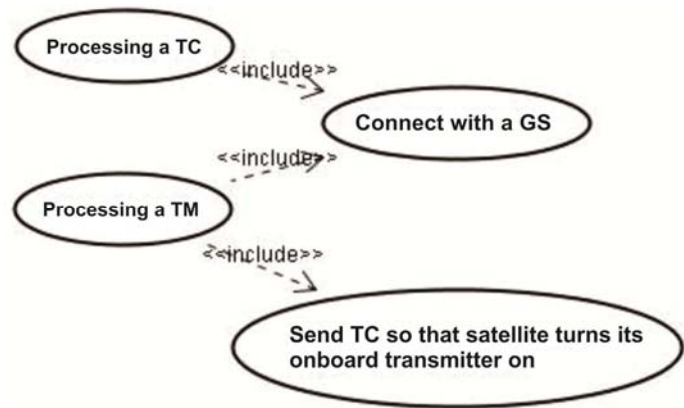 Processing a TC
<<include>>
Connect with a GS
<<include>>
Processing a TM
<<include>>
Send TC so that satellite turns its
onboard transmitter on